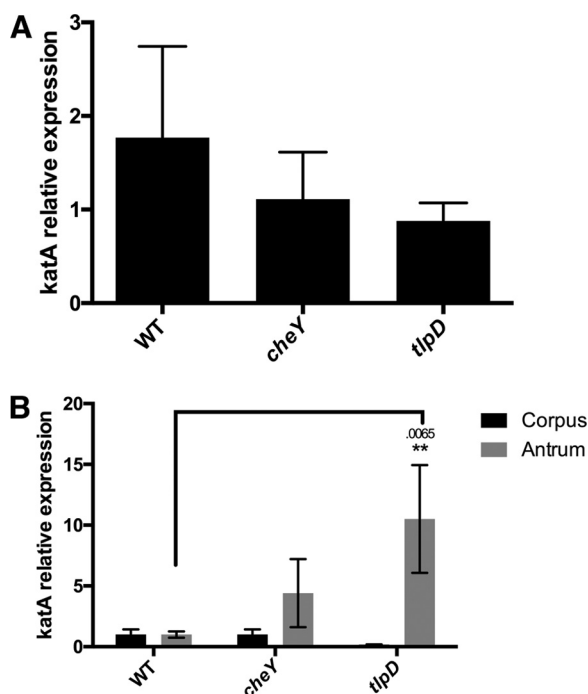 A
katA relative expression
3
2
1
0
WT
cheY
tlpD
B
katA relative expression
20
15
10
5
0
.0065
**
WT
cheY
tlpD
Corpus
Antrum